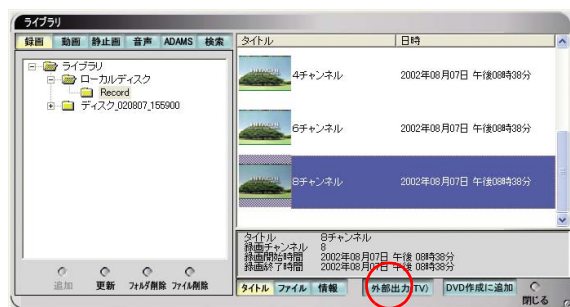 ライブラリ
録画 動画 静止画 音声 ADAMS 検索
タイトル 日時
ライブラリ
ローカルディスク
Record
ディスク_020807_155900
4チャンネル 2002年08月07日 午後08時38分
6チャンネル 2002年08月07日 午後08時38分
8チャンネル 2002年08月07日 午後08時38分
タイトル 8チャンネル
録画チャンネル 8
録画開始時間 2002年08月07日 午後 08時38分
録画終了時間 2002年08月07日 午後 08時38分
追加 更新 フォルダ削除 ファイル削除
タイトル ファイル 情報 外部出力(TV) DVD作成に追加 閉じる